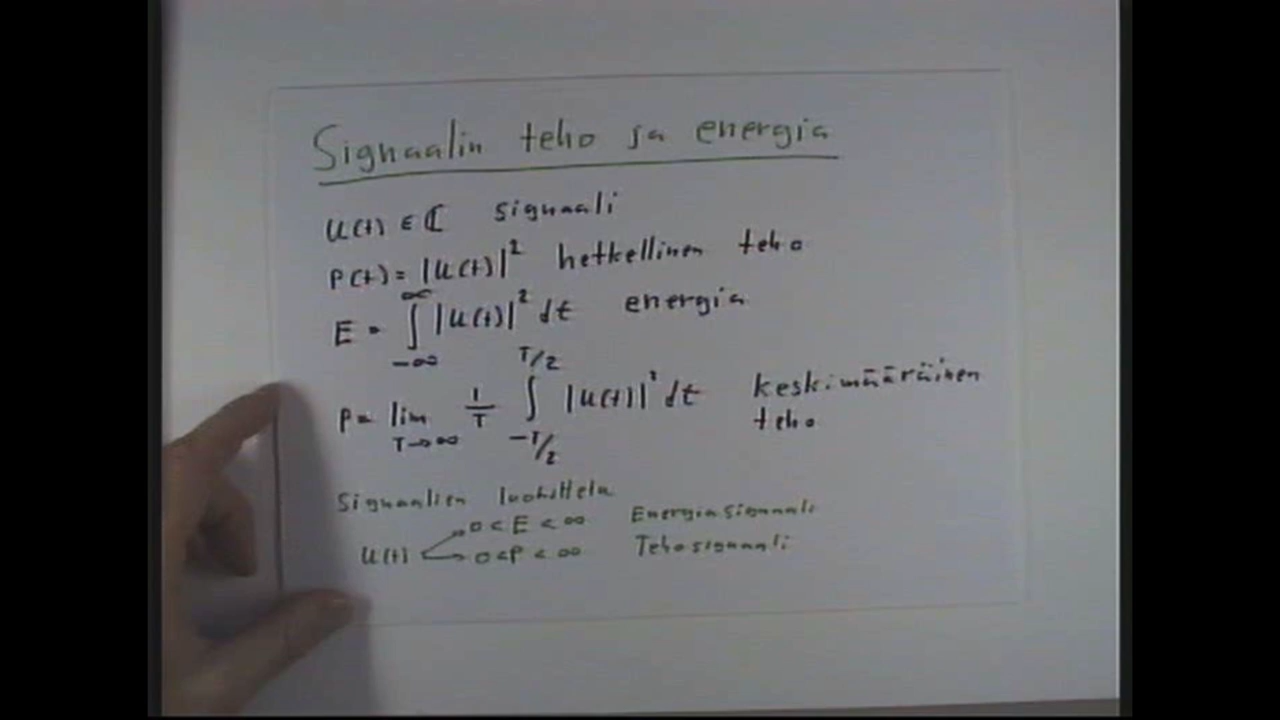 Signaalin teho ja energia
u(t) ∈ ℂ signaali
p(t) = |u(t)|² hetkellinen teho
E = ∫_{-∞}^{∞} |u(t)|² dt energia
P = lim_{T→∞} 1/T ∫_{-T/2}^{T/2} |u(t)|² dt keskimääräinen
teho
Signaalien luokittelu
0 < E < ∞ Energiasignaali
u(t)
0 < P < ∞ Tehosignaali